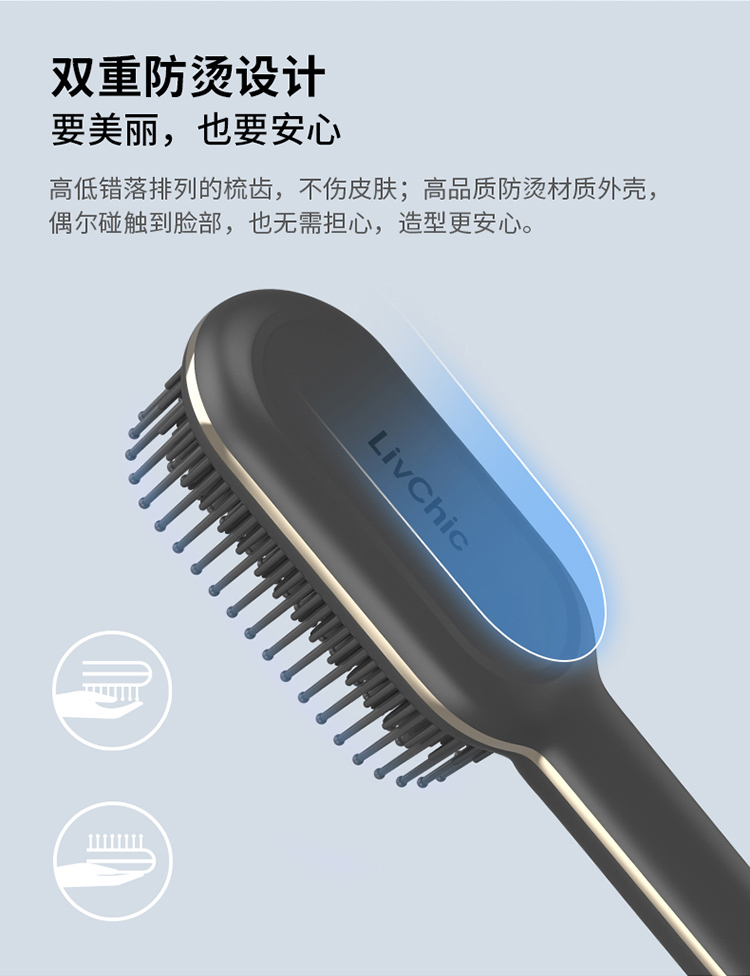 双重防烫设计
要美丽，也要安心
高低错落排列的梳齿，不伤皮肤；高品质防烫材质外壳，
偶尔碰触到脸部，也无需担心，造型更安心。
LivChic